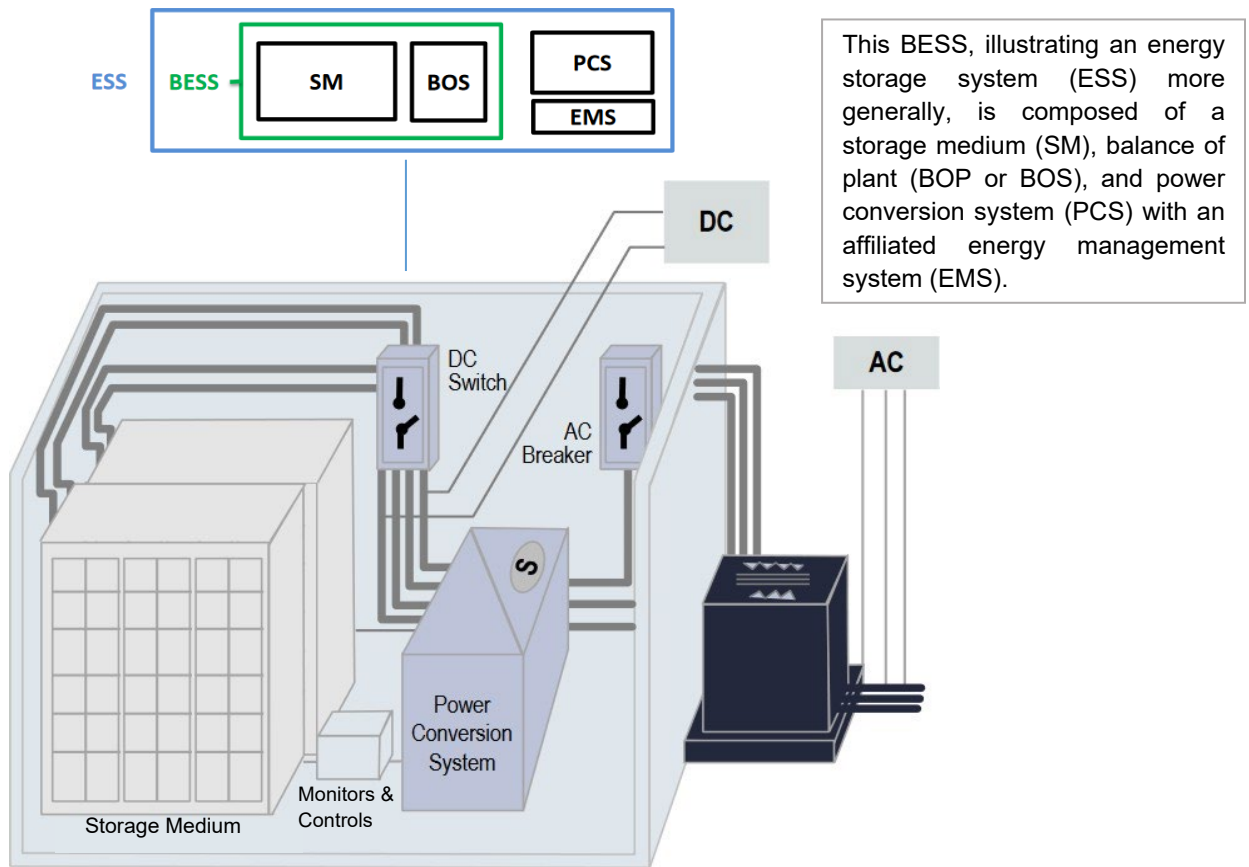 ESS
BESS
SM
BOS
PCS
EMS
This BESS, illustrating an energy
storage system (ESS) more
generally, is composed of a
storage medium (SM), balance of
plant (BOP or BOS), and power
conversion system (PCS) with an
affiliated energy management
system (EMS).
DC
DC
Switch
AC
Breaker
AC
S
Power
Conversion
System
Monitors &
Controls
Storage Medium